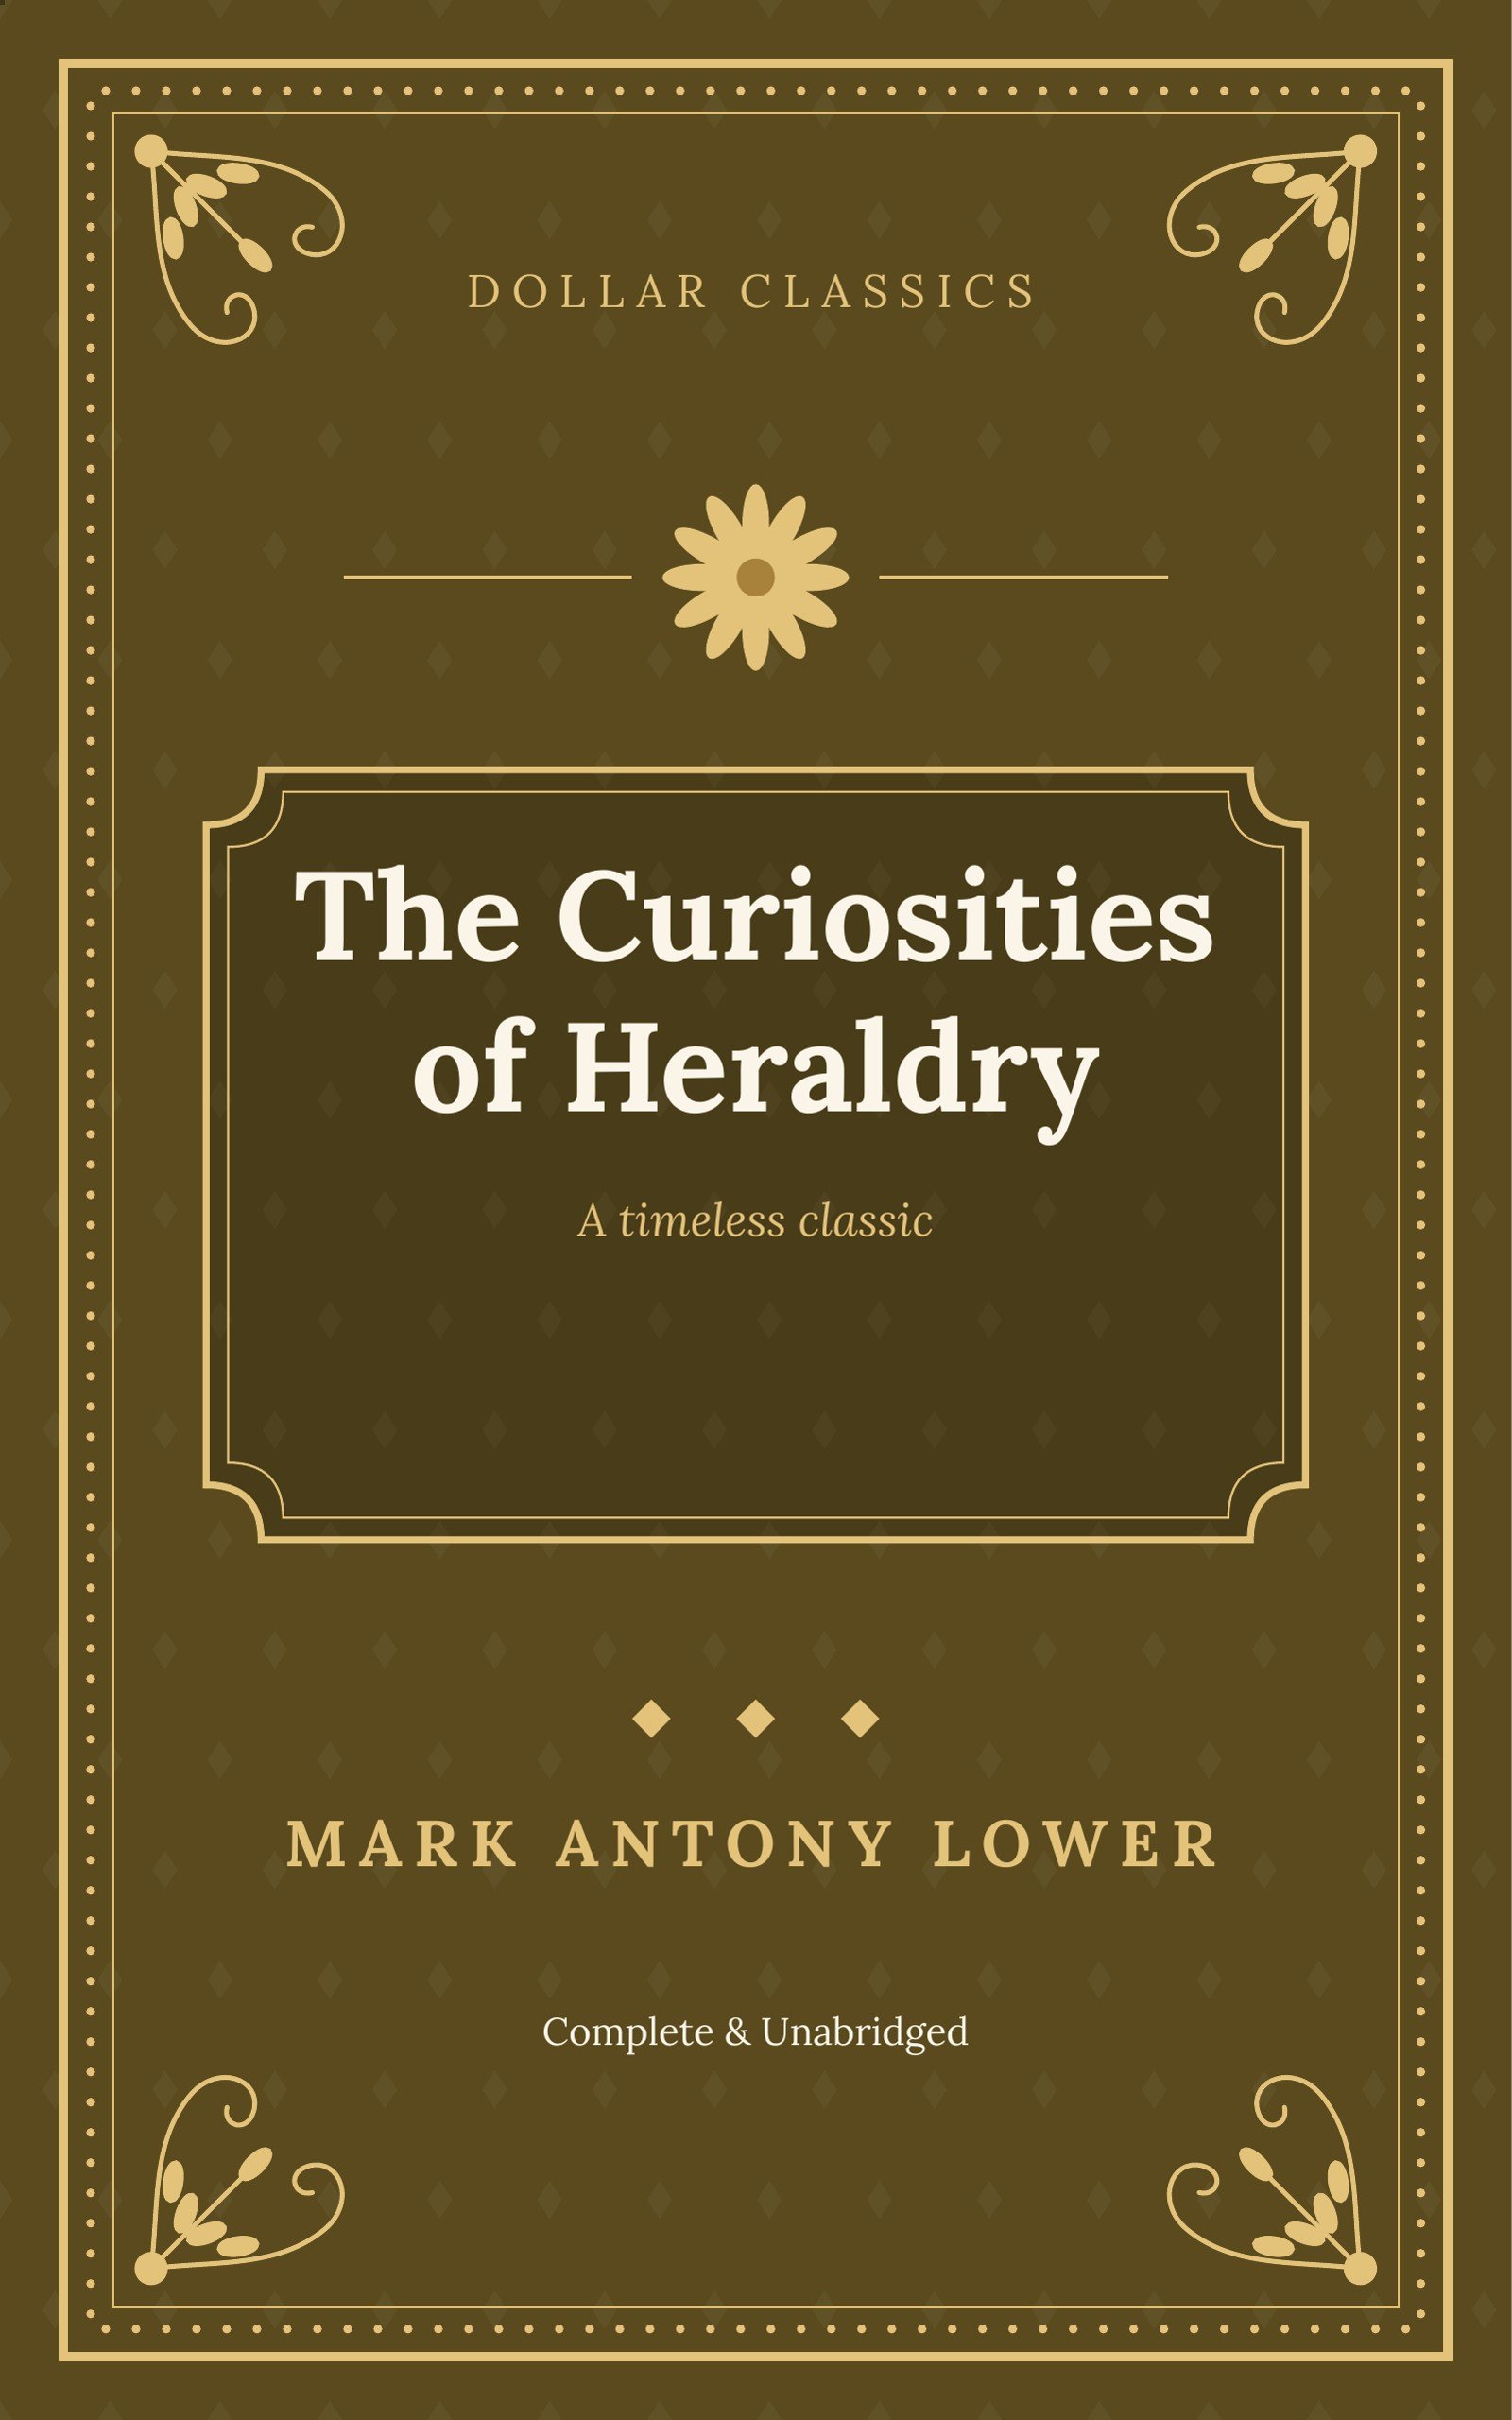 DOLLAR CLASSICS
The Curiosities
of Heraldry
A timeless classic
MARK ANTONY LOWER
Complete & Unabridged